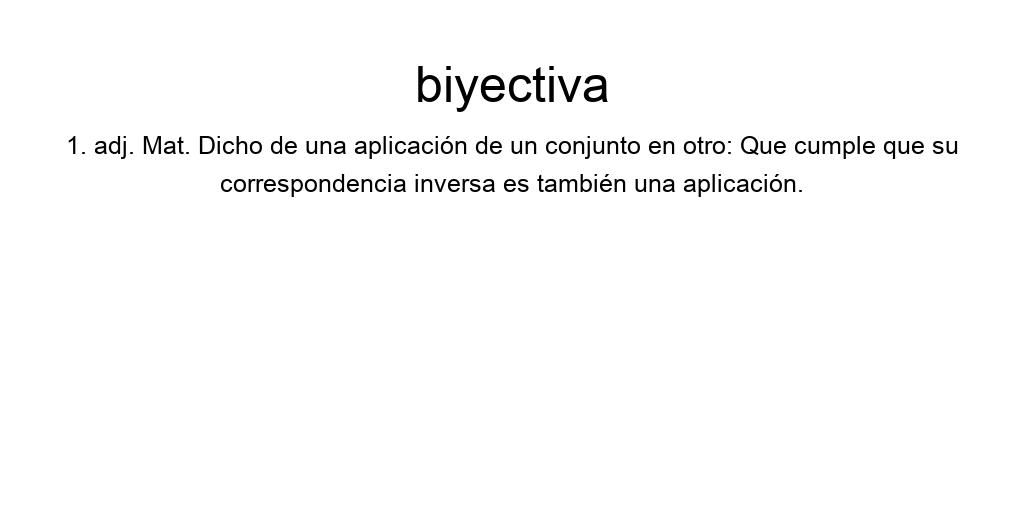 biyectiva
1. adj. Mat. Dicho de una aplicación de un conjunto en otro: Que cumple que su
correspondencia inversa es también una aplicación.